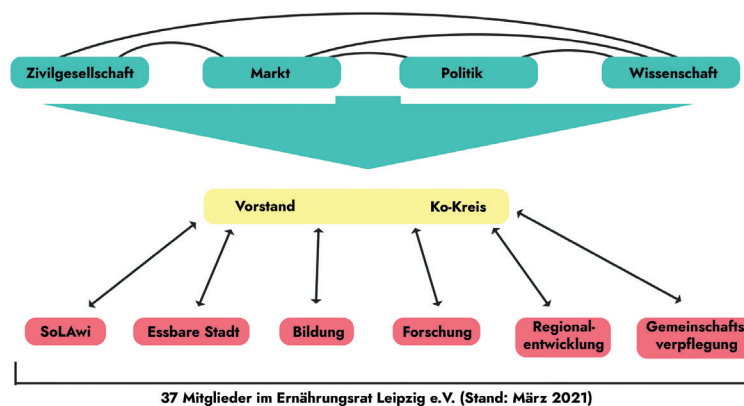 Zivilgesellschaft
Markt
Politik
Wissenschaft
Vorstand
Ko-Kreis
SoLAwi
Essbare Stadt
Bildung
Forschung
Regional-
entwicklung
Gemeinschafts
verpflegung
37 Mitglieder im Ernährungsrat Leipzig e.V. (Stand: März 2021)